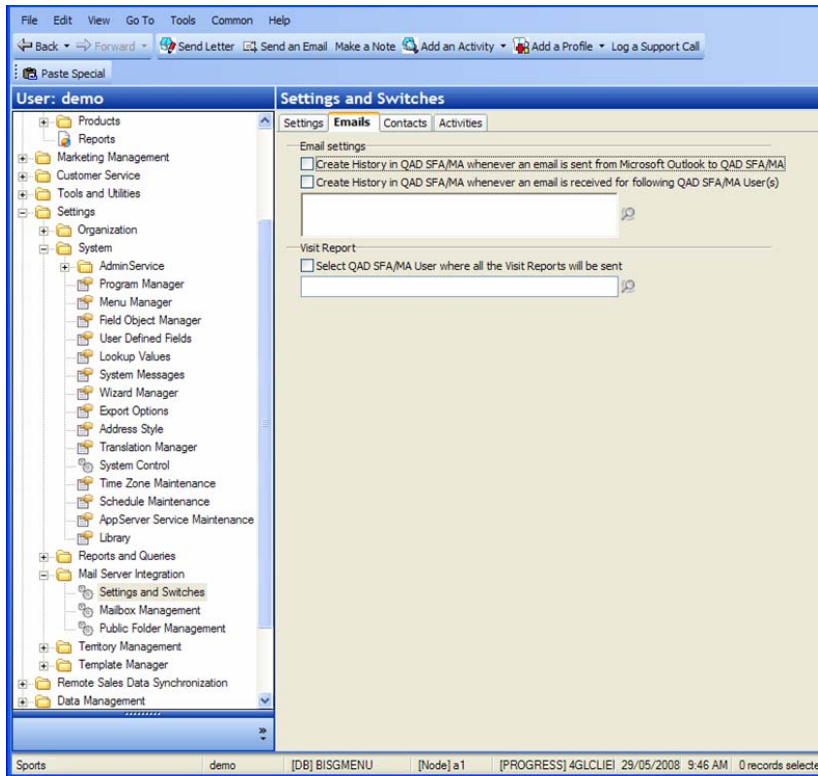 File Edit View Go To Tools Common Help
Back Forward Send Letter Send an Email Make a Note Add an Activity Add a Profile Log a Support Call
Paste Special
User: demo
Products
Reports
Marketing Management
Customer Service
Tools and Utilities
Settings
Organization
System
AdminService
Program Manager
Menu Manager
Field Object Manager
User Defined Fields
Lookup Values
System Messages
Wizard Manager
Export Options
Address Style
Translation Manager
System Control
Time Zone Maintenance
Schedule Maintenance
AppServer Service Maintenance
Library
Reports and Queries
Mail Server Integration
Settings and Switches
Mailbox Management
Public Folder Management
Territory Management
Template Manager
Remote Sales Data Synchronization
Data Management
Settings and Switches
Settings Emails Contacts Activities
Email settings
Create History in QAD SFA/MA whenever an email is sent from Microsoft Outlook to QAD SFA/MA
Create History in QAD SFA/MA whenever an email is received for following QAD SFA/MA User(s)
Visit Report
Select QAD SFA/MA User where all the Visit Reports will be sent
Sports demo [DB] BISGMENU [Node] a1 [PROGRESS] 4GLCLIE 29/05/2008 9:46 AM 0 records selecte